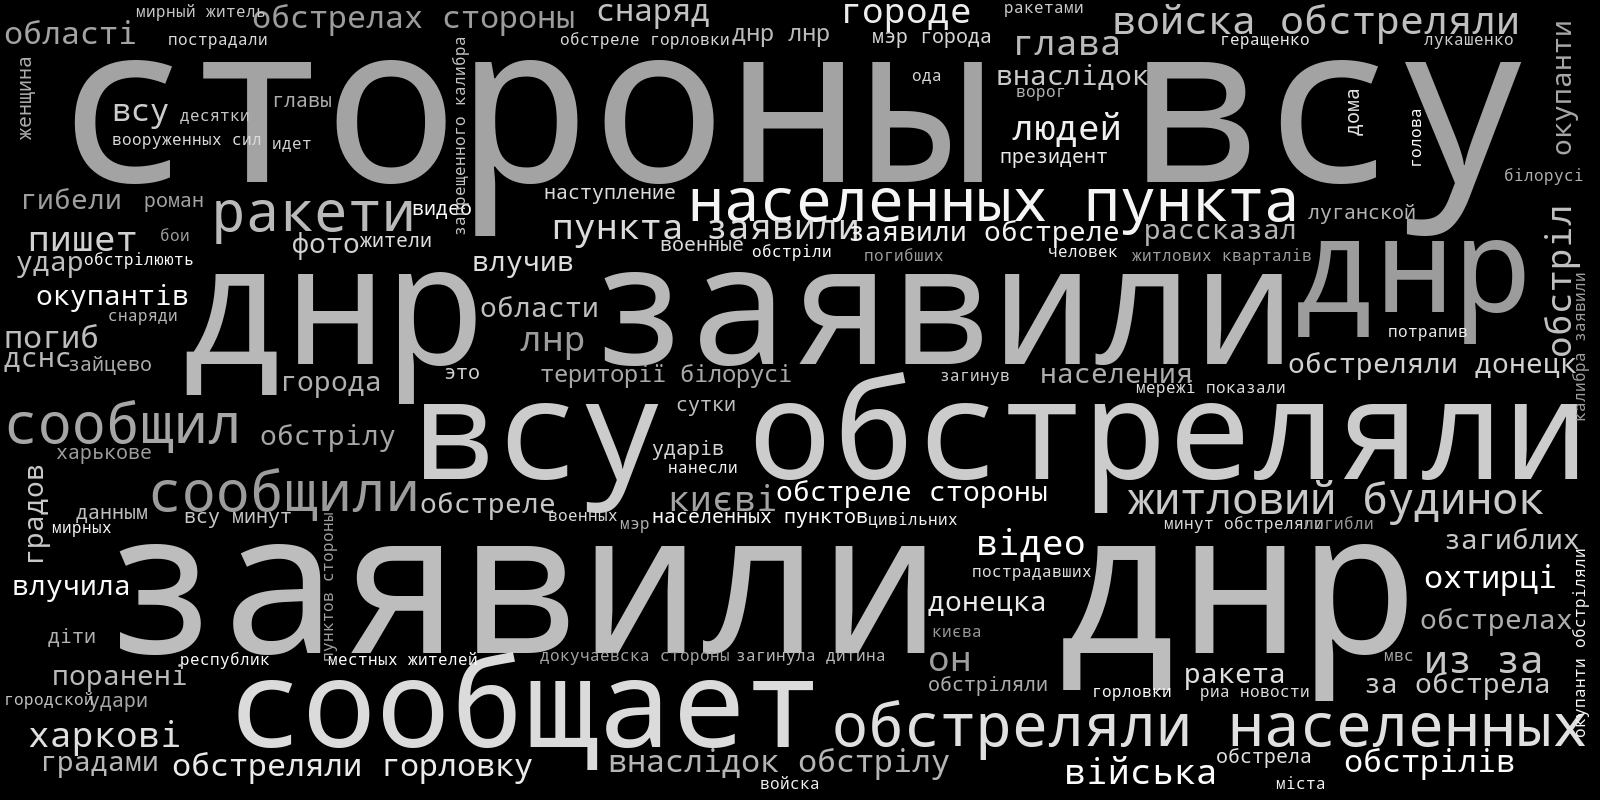 мирный житель
обстрелах стороны
снаряд
городе
ракетами
войска обстреляли
області
пострадали
обстреле горловки
днр лнр
мэр города
глава
геращенко
лукашенко
окупанти
женщина
стороны всу
запрещенного калибра
ода
внаслідок
ворог
всу
десятки
главы
вооруженных сил
идет
людей
президент
дома
голова
білорусі
гибели
роман
ракети
видео
наступление
населенных пункта
луганской
пишет
бои
фото
жители
пункта заявили
заявили обстреле
рассказал
удар
обстрілюють
влучив
военные
обстріли
погибших
человек
житлових кварталів
днр
обстріл
окупантів
снаряди
днр заявили
области
погиб
лнр
потрапив
калибра заявили
дснс
зайцево
города
это
території білорусі
загинув
населения
мережі показали
обстреляли донецк
сообщил
обстрілу
харькове
всу обстреляли
сутки
ударів
нанесли
градов
сообщили
обстреле
києві
обстреле стороны
житловий будинок
данным
мирных
всу минут
военных
мэр
населенных пунктов
цивільних
минут обстреляли
погибли
загиблих
заявили днр
пунктов стороны
відео
пострадавших
влучила
охтирці
окупанти обстріляли
донецка
обстрелах
діти
києва
республик
местных жителей
докучаевска стороны
загинула дитина
он
мвс
из за
поранені
обстріляли
ракета
за обстрела
городской
удари
сообщает
горловки
риа новости
харкові
обстреляли населенных
градами
обстреляли горловку
внаслідок обстрілу
війська
обстрела
обстрілів
войска
міста